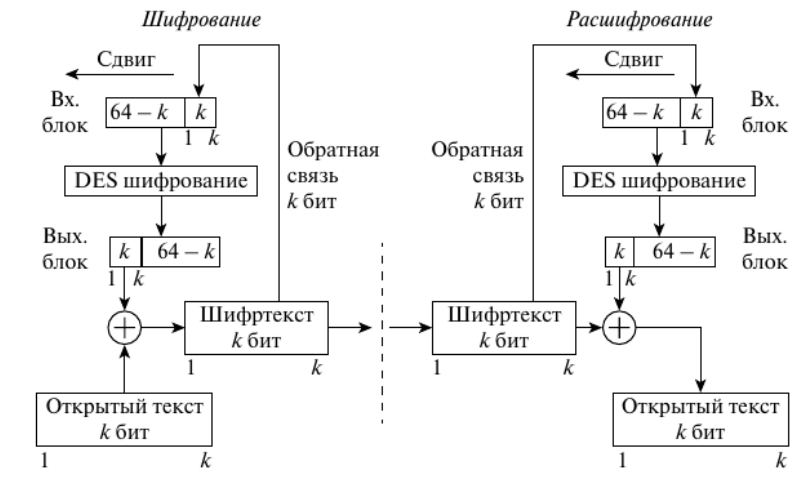 Шифрование
Сдвиг
Вх.
блок
64 – k
k
1 k
DES шифрование
Обратная
связь
k бит
Вых.
блок
k
64 – k
1 k
+
Шифртекст
k бит
1 k
Открытый текст
k бит
1 k
Расшифрование
Сдвиг
64 – k
k
Вх.
блок
1 k
Обратная
связь
k бит
DES шифрование
k
64 – k
Вых.
блок
1 k
Шифртекст
k бит
+
1 k
Открытый текст
k бит
1 k